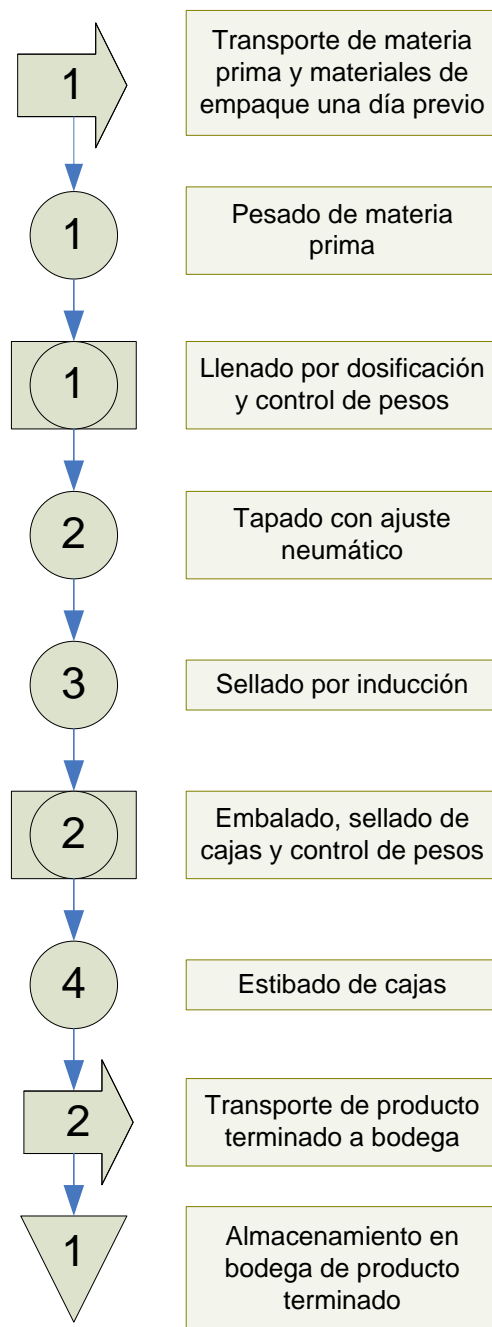 1
Transporte de materia
prima y materiales de
empaque una día previo
1
Pesado de materia
prima
1
Llenado por dosificación
y control de pesos
2
Tapado con ajuste
neumático
3
Sellado por inducción
2
Embalado, sellado de
cajas y control de pesos
4
Estibado de cajas
2
Transporte de producto
terminado a bodega
1
Almacenamiento en
bodega de producto
terminado